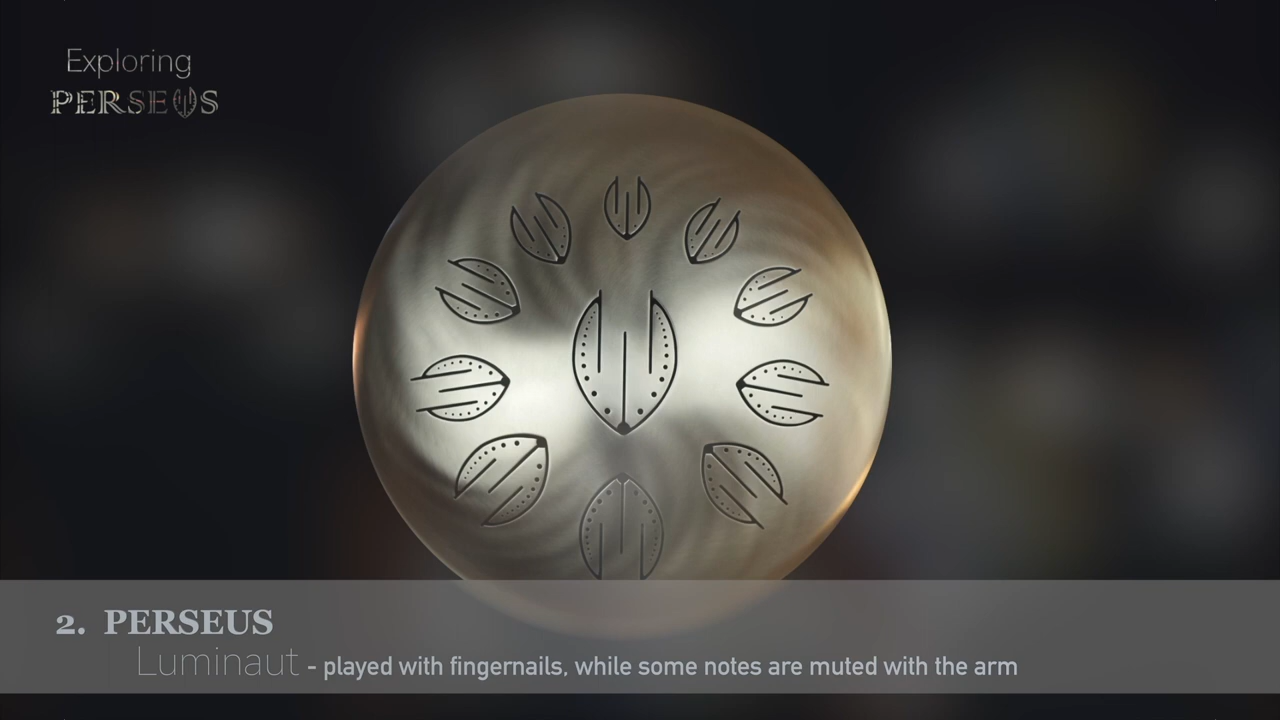 Exploring
PERSEUS
2. PERSEUS
Luminaut - played with fingernails, while some notes are muted with the arm